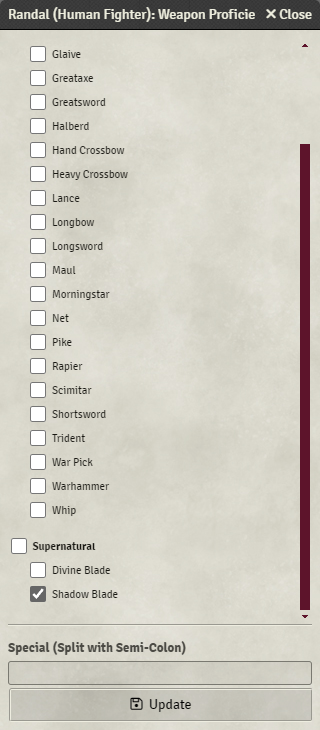 Randal (Human Fighter): Weapon Proficie
Close
Glaive
Greataxe
Greatsword
Halberd
Hand Crossbow
Heavy Crossbow
Lance
Longbow
Longsword
Maul
Morningstar
Net
Pike
Rapier
Scimitar
Shortsword
Trident
War Pick
Warhammer
Whip
Supernatural
Divine Blade
Shadow Blade
Special (Split with Semi-Colon)
Update